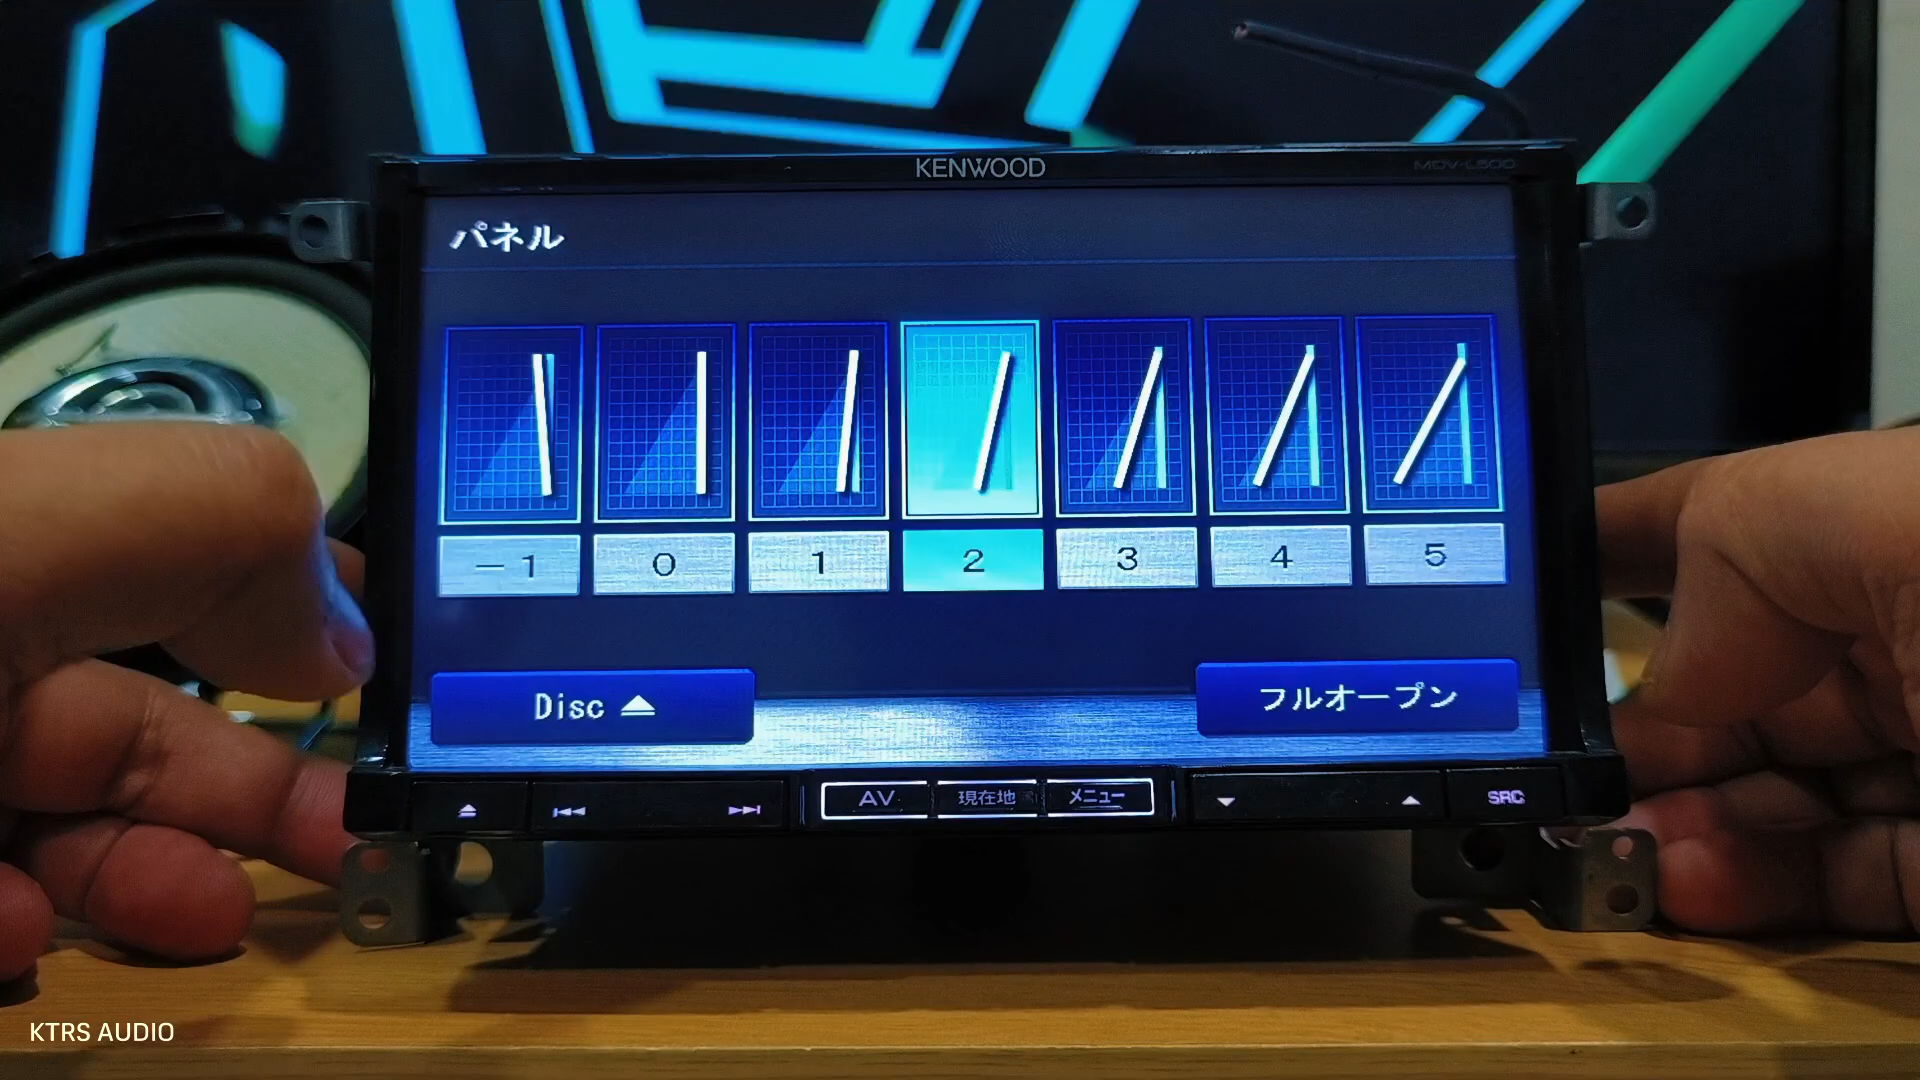 KENWOOD
MDV-L500
パネル
－1 0 1 2 3 4 5
Disc
フルオープン
AV 現在地 メニュー SRC
KTRS AUDIO